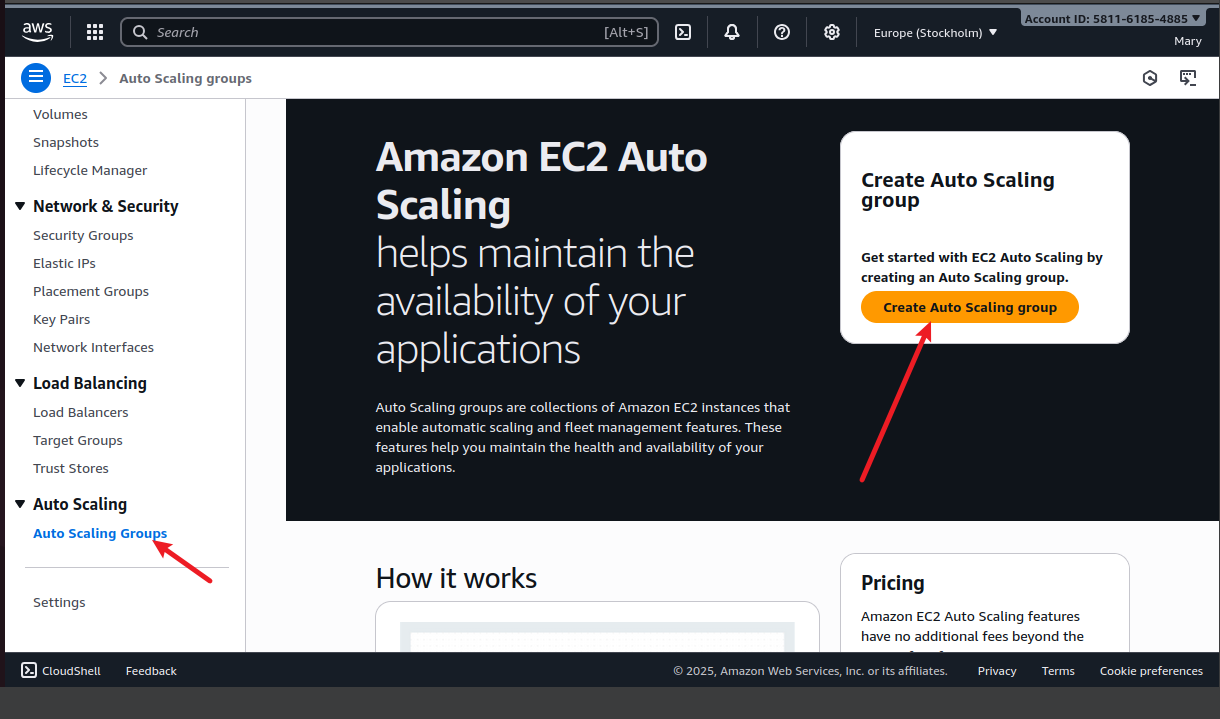 aws
Search
[Alt+S]
Europe (Stockholm)
Account ID: 5811-6185-4885
Mary
EC2
Auto Scaling groups
Volumes
Snapshots
Lifecycle Manager
Network & Security
Security Groups
Elastic IPs
Placement Groups
Key Pairs
Network Interfaces
Load Balancing
Load Balancers
Target Groups
Trust Stores
Auto Scaling
Auto Scaling Groups
Settings
Amazon EC2 Auto
Scaling
helps maintain the
availability of your
applications
Auto Scaling groups are collections of Amazon EC2 instances that
enable automatic scaling and fleet management features. These
features help you maintain the health and availability of your
applications.
Create Auto Scaling
group
Get started with EC2 Auto Scaling by
creating an Auto Scaling group.
Create Auto Scaling group
How it works
Pricing
Amazon EC2 Auto Scaling features
have no additional fees beyond the
CloudShell
Feedback
© 2025, Amazon Web Services, Inc. or its affiliates.
Privacy
Terms
Cookie preferences